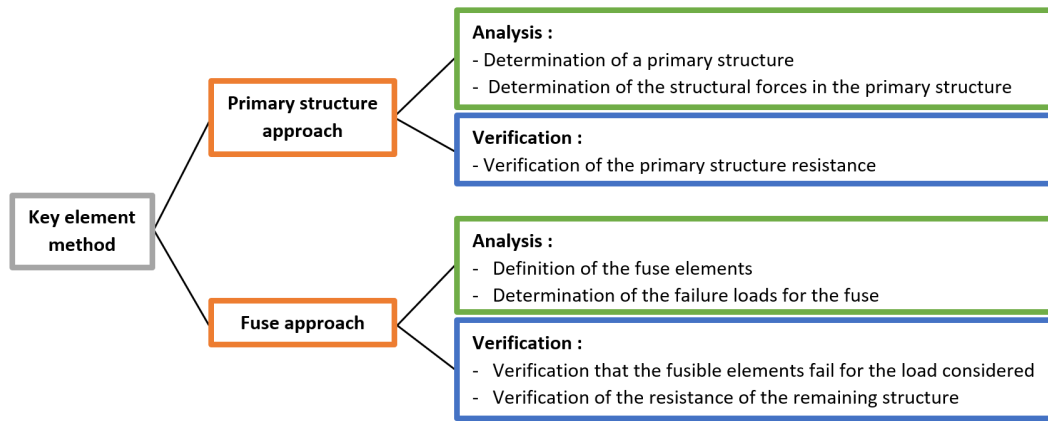 Key element
method
Primary structure
approach
Analysis :
- Determination of a primary structure
- Determination of the structural forces in the primary structure
Verification :
- Verification of the primary structure resistance
Fuse approach
Analysis :
- Definition of the fuse elements
- Determination of the failure loads for the fuse
Verification :
- Verification that the fusible elements fail for the load considered
- Verification of the resistance of the remaining structure